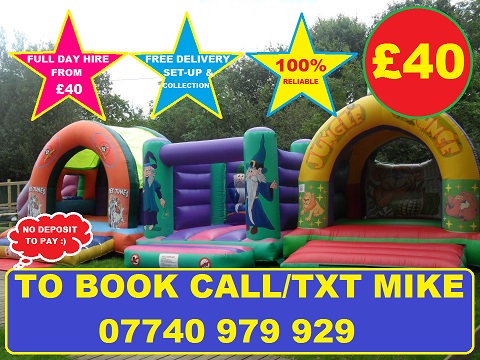 FULL DAY HIRE
FROM
£40
FREE DELIVERY
SET-UP &
COLLECTION
100%
RELIABLE
£40
JUNGLE
BOUNCE
NO DEPOSIT
TO PAY :)
TO BOOK CALL/TXT MIKE
07740 979 929